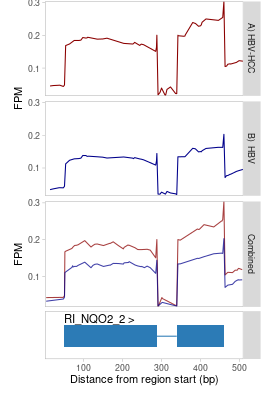 0.3
0.2
0.1
FPM
A) HBV-HCC
0.3
0.2
0.1
B) HBV
0.3
0.2
0.1
FPM
Combined
RI_NQO2_2 >
100 200 300 400 500
Distance from region start (bp)